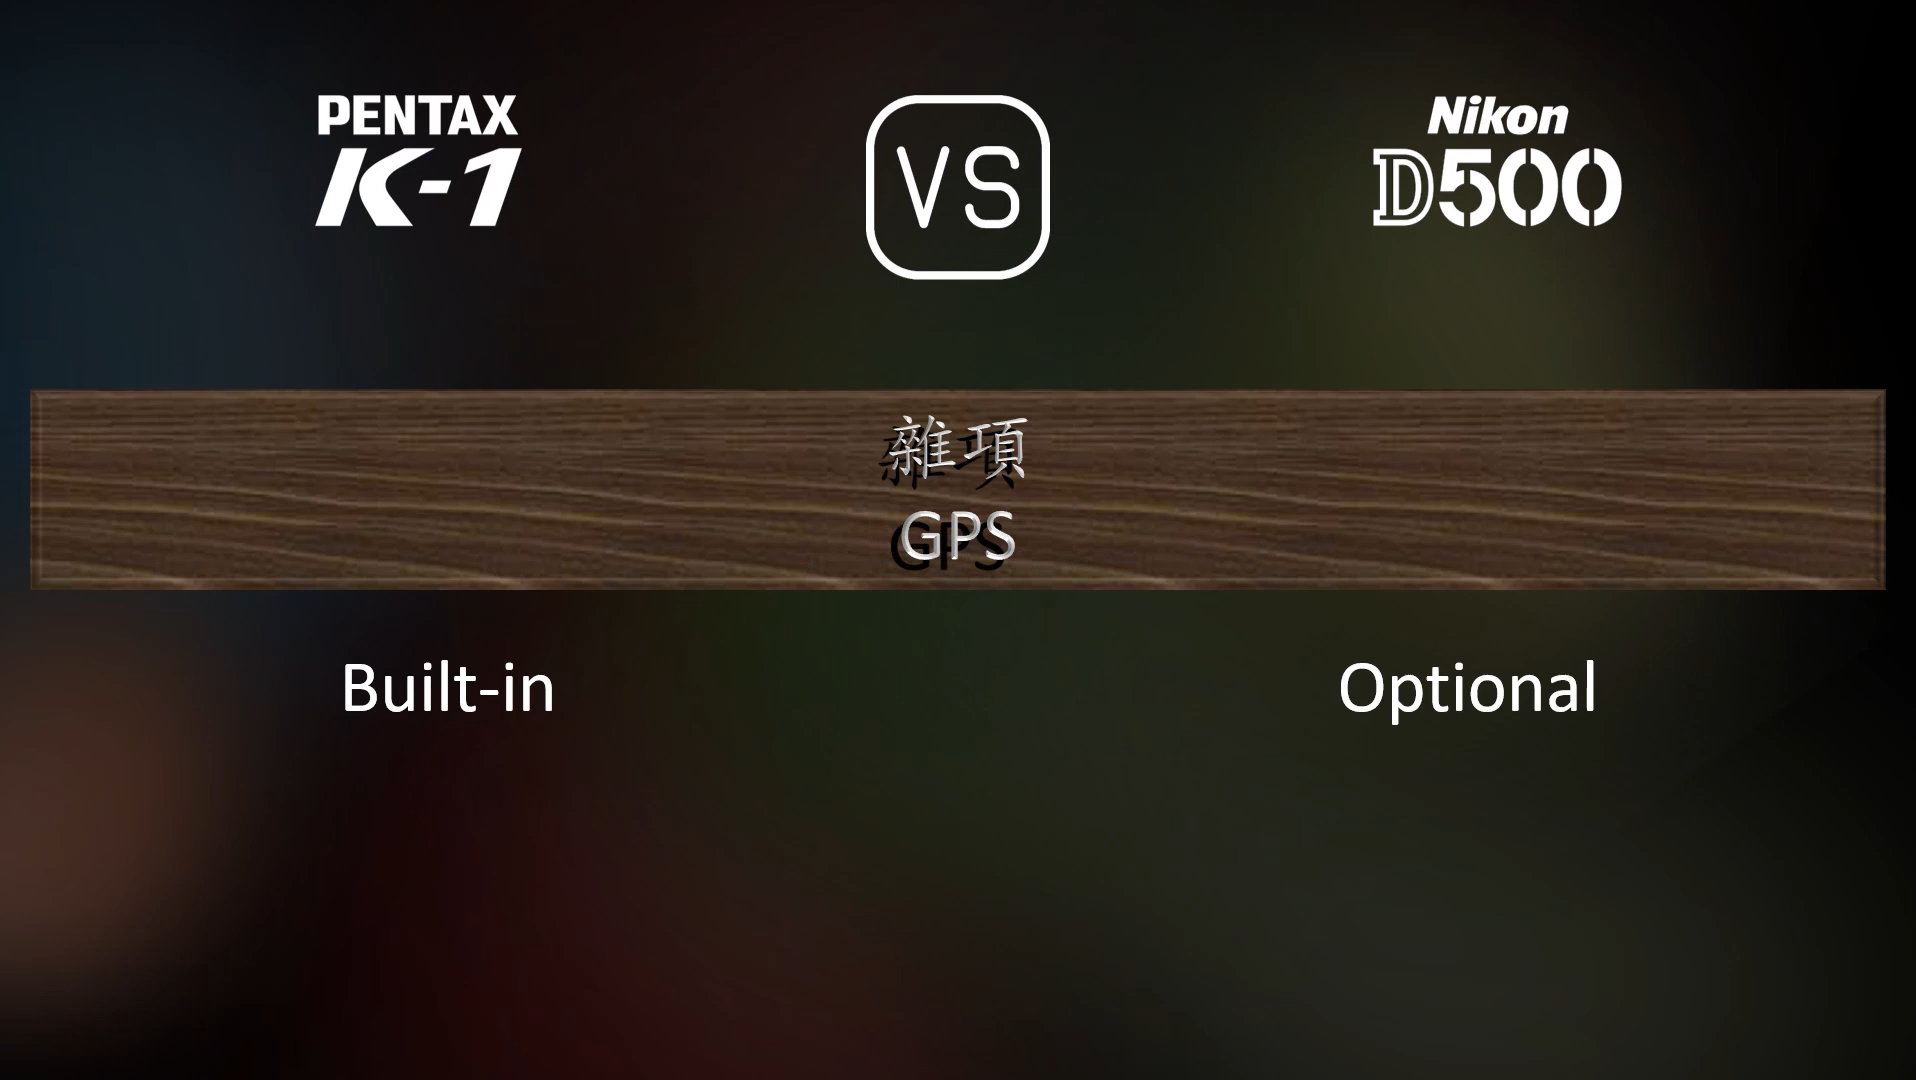 PENTAX
K-1
VS
Nikon
D500
雜項
GPS
Built-in
Optional